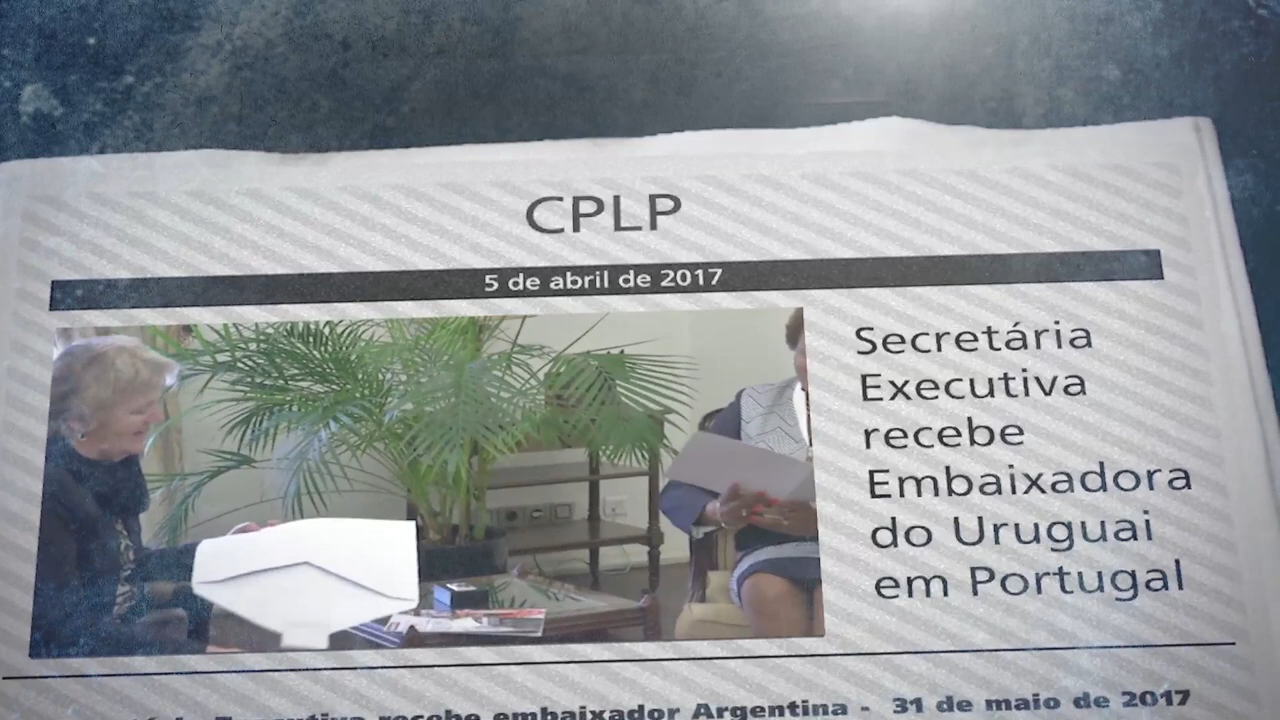 CPLP
5 de abril de 2017
Secretária
Executiva
recebe
Embaixadora
do Uruguai
em Portugal
Executiva recebe embaixador Argentina - 31 de maio de 2017